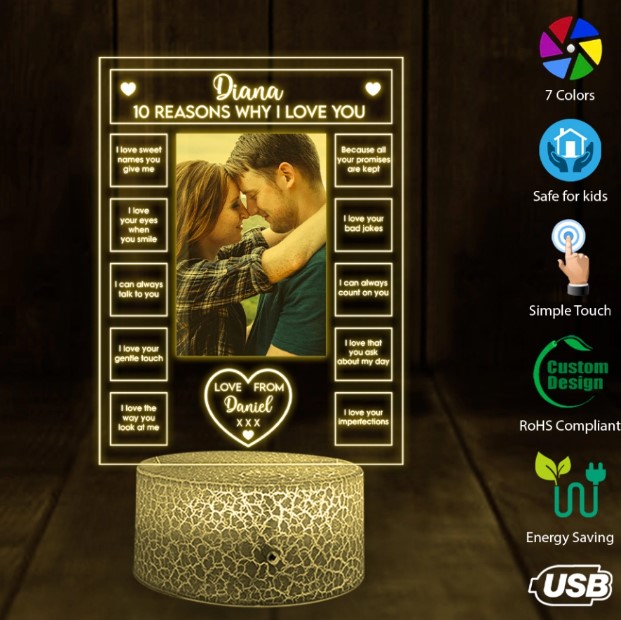 Diana
10 REASONS WHY I LOVE YOU
I love sweet
names you
give me
I love
your eyes
when
you smile
I can always
talk to you
I love your
gentle touch
I love the
way you
look at me
Because all
your promises
are kept
I love your
bad jokes
I can always
count on you
I love that
you ask
about my day
I love your
imperfections
LOVE FROM
Daniel
XXX
7 Colors
Safe for kids
Simple Touch
Custom
Design
RoHS Compliant
Energy Saving
USB